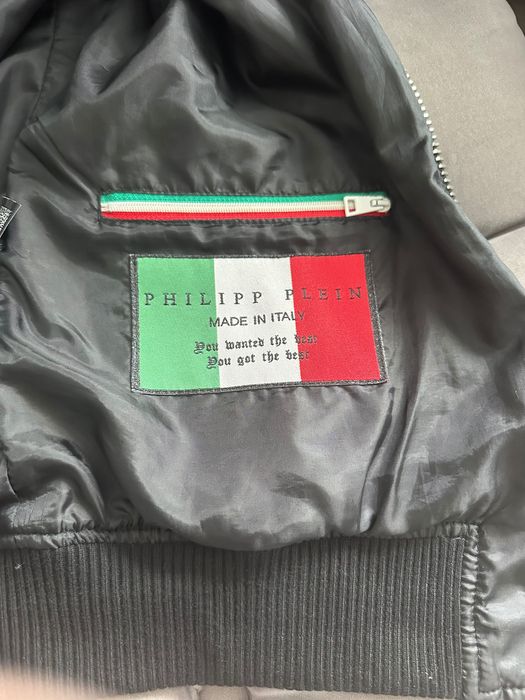 PHILIPP PLEIN
MADE IN ITALY
You wanted the best
You got the best